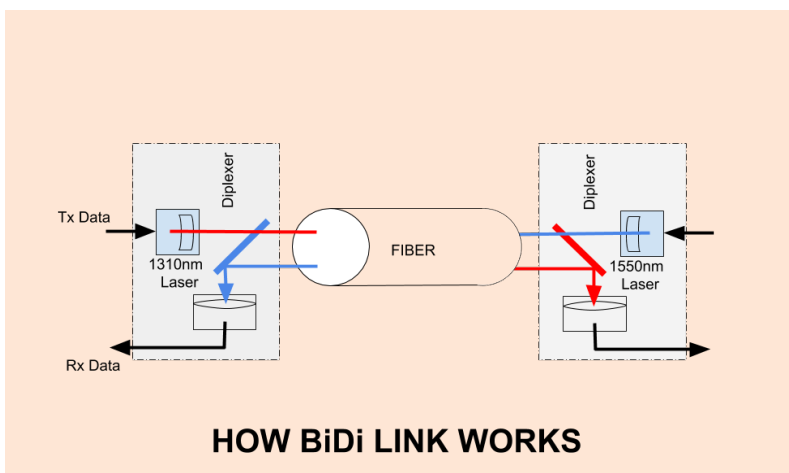 Diplexer
Diplexer
Tx Data
FIBER
1310nm
Laser
1550nm
Laser
Rx Data
HOW BiDi LINK WORKS